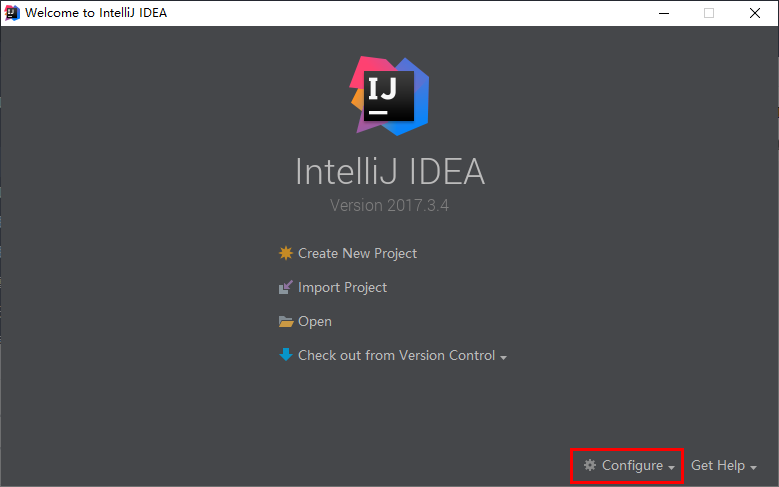 Welcome to IntelliJ IDEA
IJ
IntelliJ IDEA
Version 2017.3.4
Create New Project
Import Project
Open
Check out from Version Control
Configure Get Help